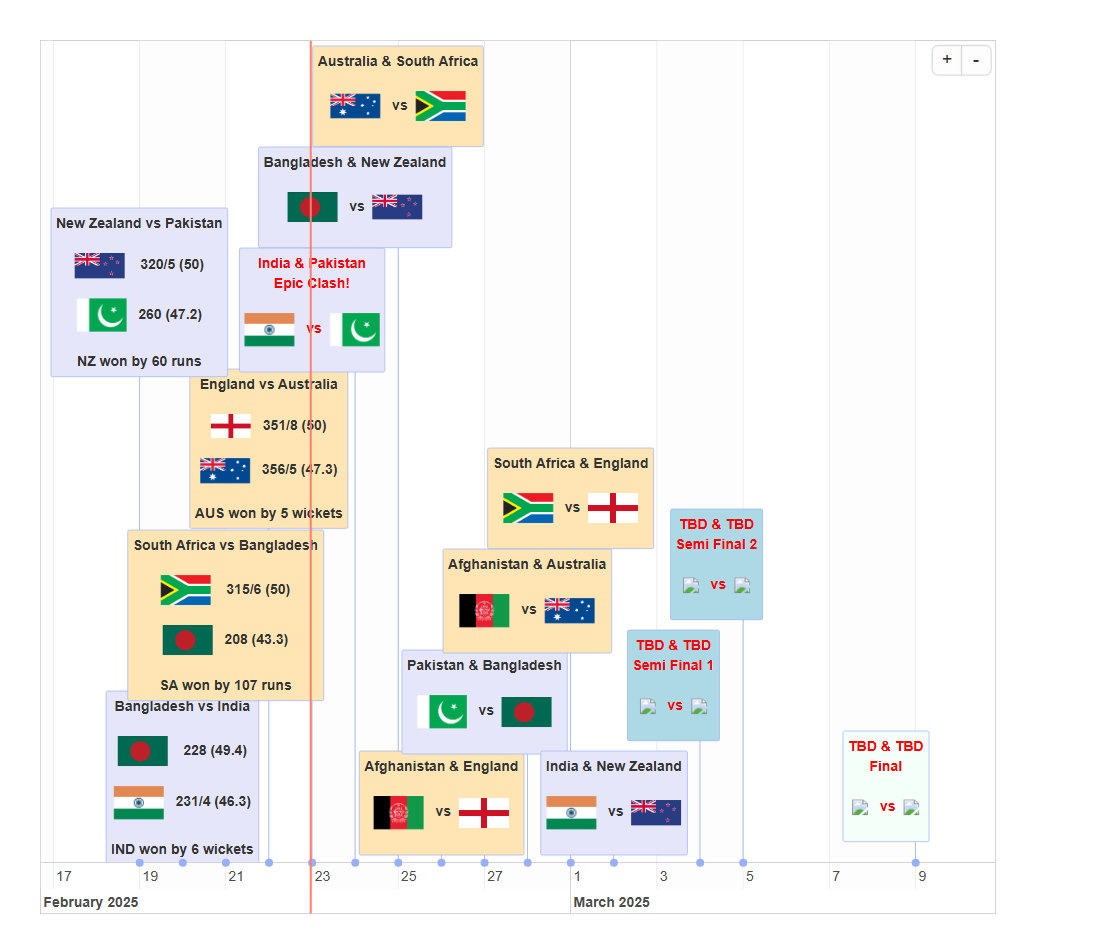 + -
Australia & South Africa
vs
Bangladesh & New Zealand
vs
New Zealand vs Pakistan
320/5 (50)
260 (47.2)
NZ won by 60 runs
India & Pakistan
Epic Clash!
vs
England vs Australia
351/8 (50)
356/5 (47.3)
AUS won by 5 wickets
South Africa & England
vs
TBD & TBD
Semi Final 2
vs
South Africa vs Bangladesh
315/6 (50)
208 (43.3)
SA won by 107 runs
Afghanistan & Australia
vs
TBD & TBD
Semi Final 1
vs
Pakistan & Bangladesh
vs
Bangladesh vs India
228 (49.4)
231/4 (46.3)
IND won by 6 wickets
Afghanistan & England
vs
India & New Zealand
vs
TBD & TBD
Final
vs
17 19 21 23 25 27 1 3 5 7 9
February 2025 March 2025